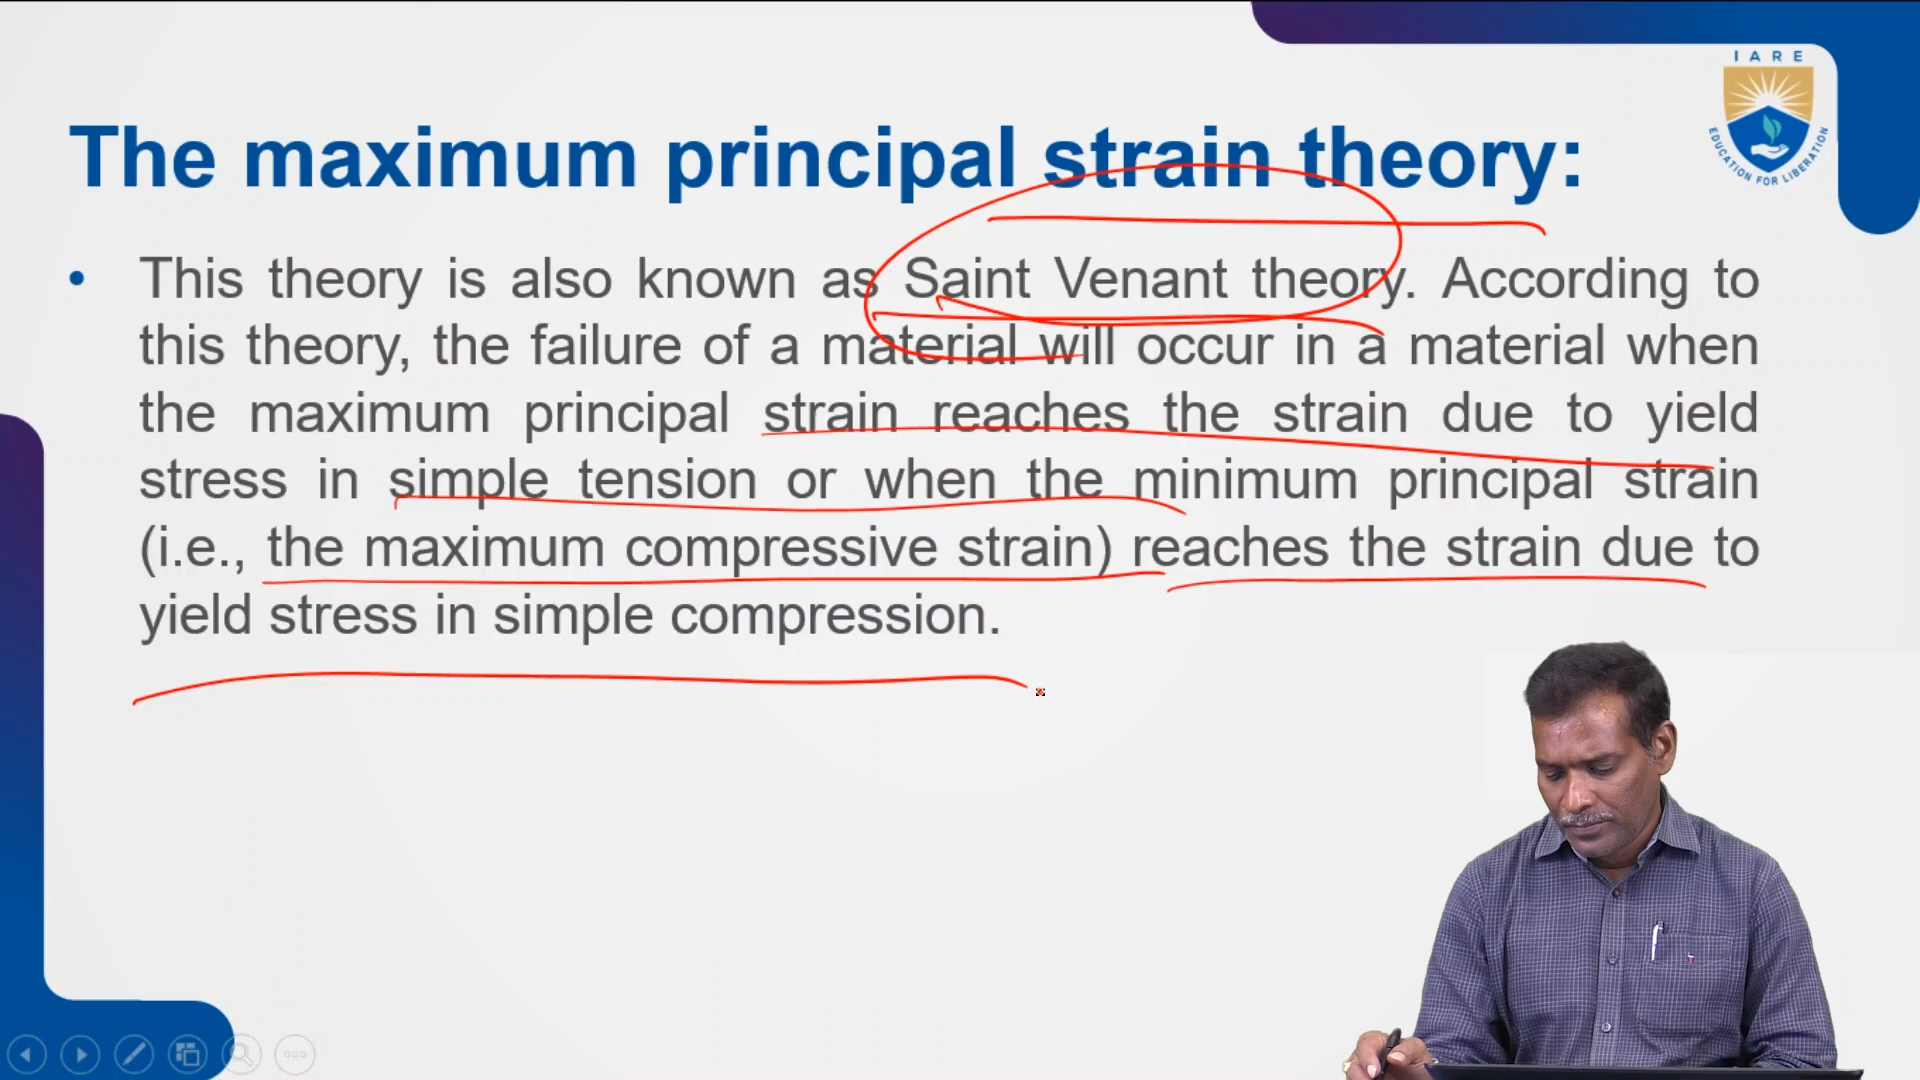 IARE
EDUCATION FOR LIBERATION
The maximum principal strain theory:
• This theory is also known as Saint Venant theory. According to
this theory, the failure of a material will occur in a material when
the maximum principal strain reaches the strain due to yield
stress in simple tension or when the minimum principal strain
(i.e., the maximum compressive strain) reaches the strain due to
yield stress in simple compression.